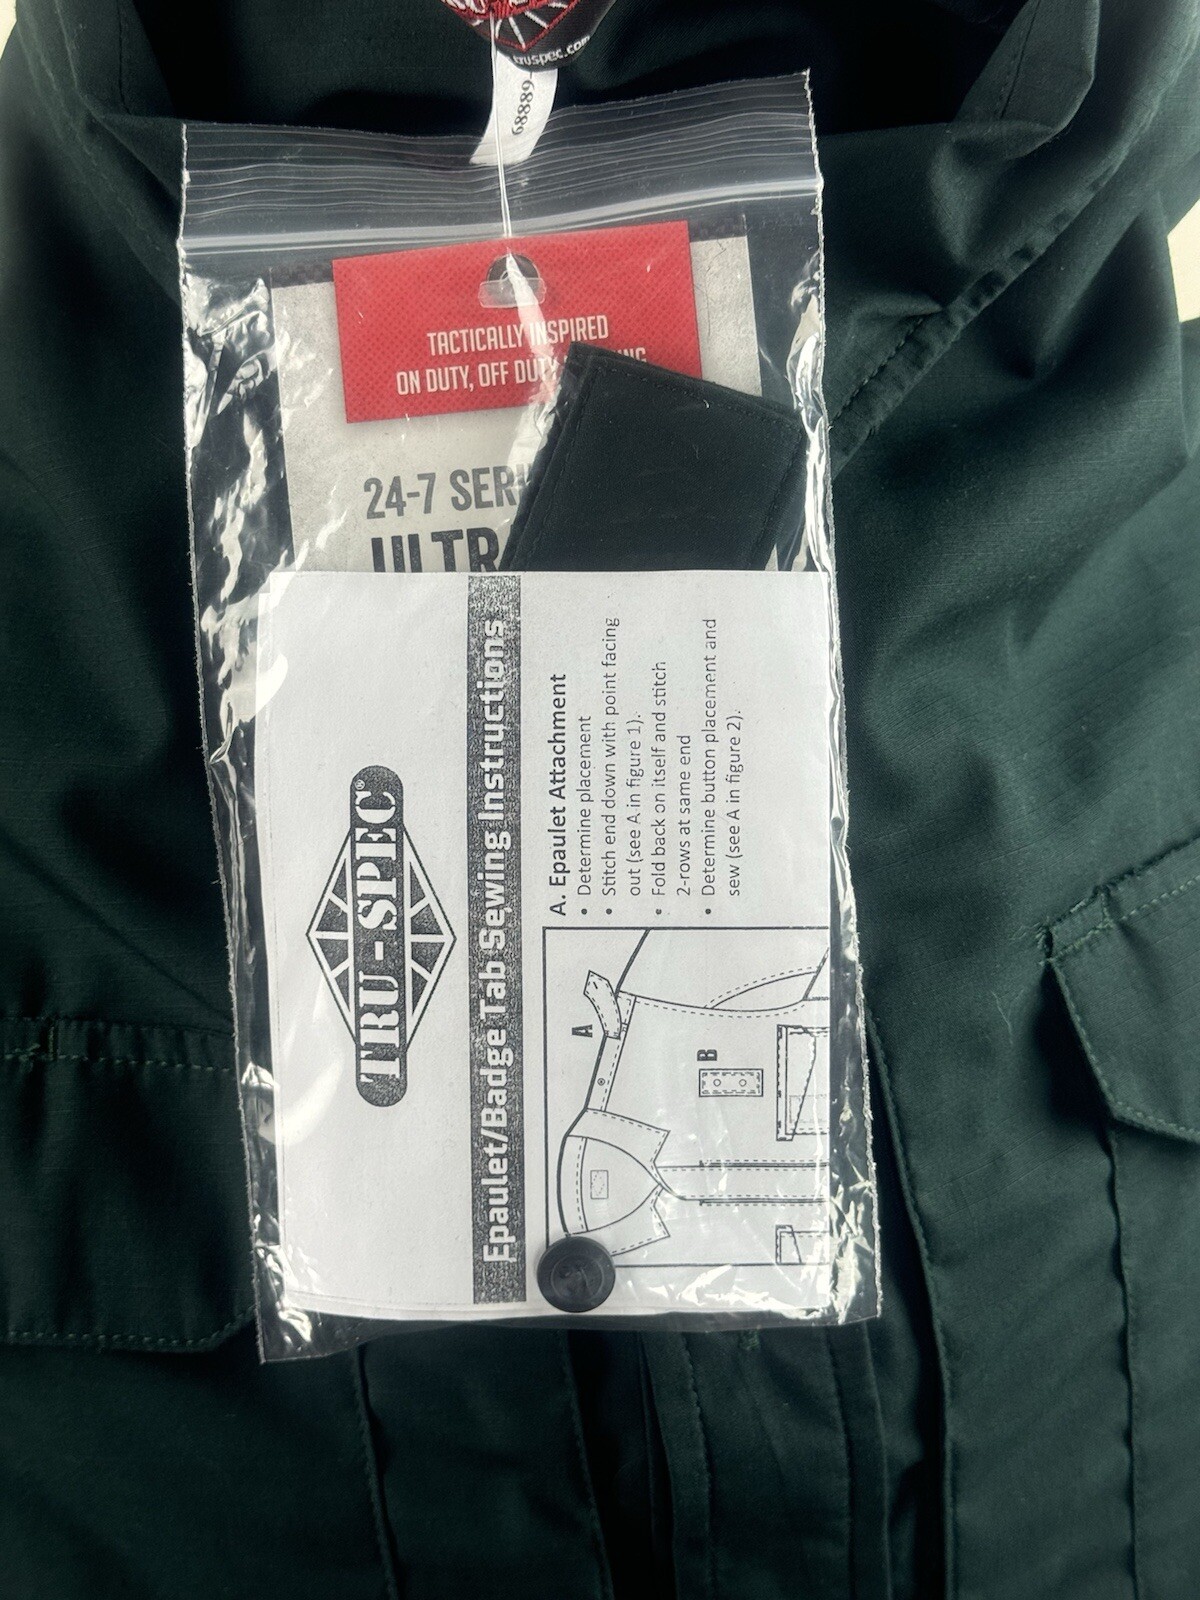 truspec.com
68889
TACTICALLY INSPIRED
ON DUTY, OFF DUTY
24-7
TRU-SPEC®
Epaulet/Badge Tab Sewing Instructions
A. Epaulet Attachment
• Determine placement
• Stitch end down with point facing
out (see A in figure 1).
• Fold back on itself and stitch
2-rows at same end
• Determine button placement and
sew (see A in figure 2).
A
B